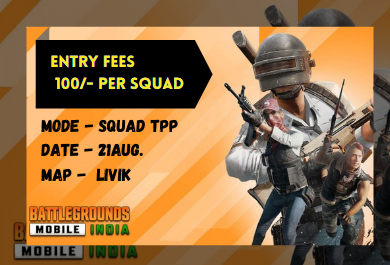 ENTRY FEES
100/- PER SQUAD
MODE - SQUAD TPP
DATE - 21AUG.
MAP - LIVIK
BATTLEGROUNDS
MOBILE INDIA
MOBILE INDIA